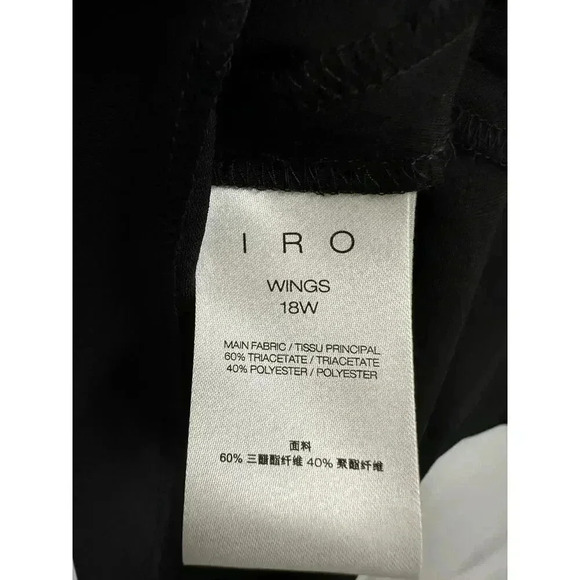 IRO
WINGS
18W
MAIN FABRIC / TISSU PRINCIPAL
60% TRIACETATE / TRIACETATE
40% POLYESTER / POLYESTER
面料
60% 三醋酯纤维 40% 聚酯纤维